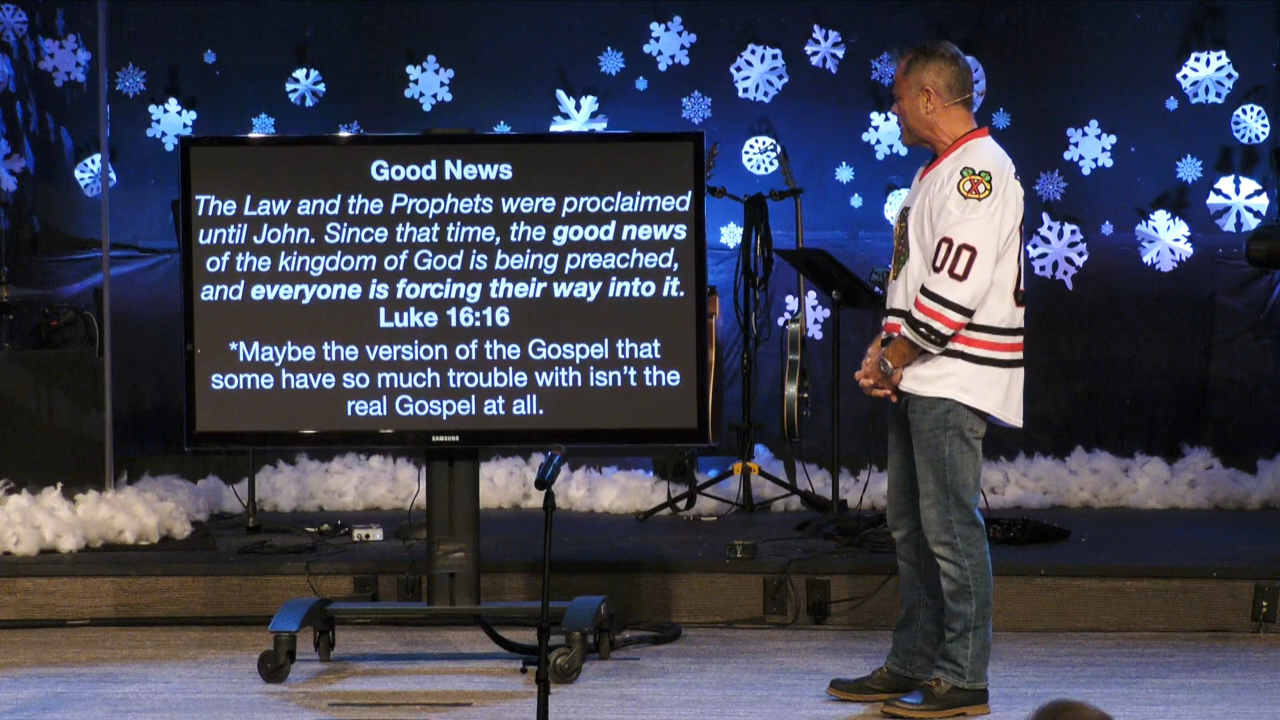 Good News
The Law and the Prophets were proclaimed
until John. Since that time, the good news
of the kingdom of God is being preached,
and everyone is forcing their way into it.
Luke 16:16
*Maybe the version of the Gospel that
some have so much trouble with isn't the
real Gospel at all.
SAMSUNG
00